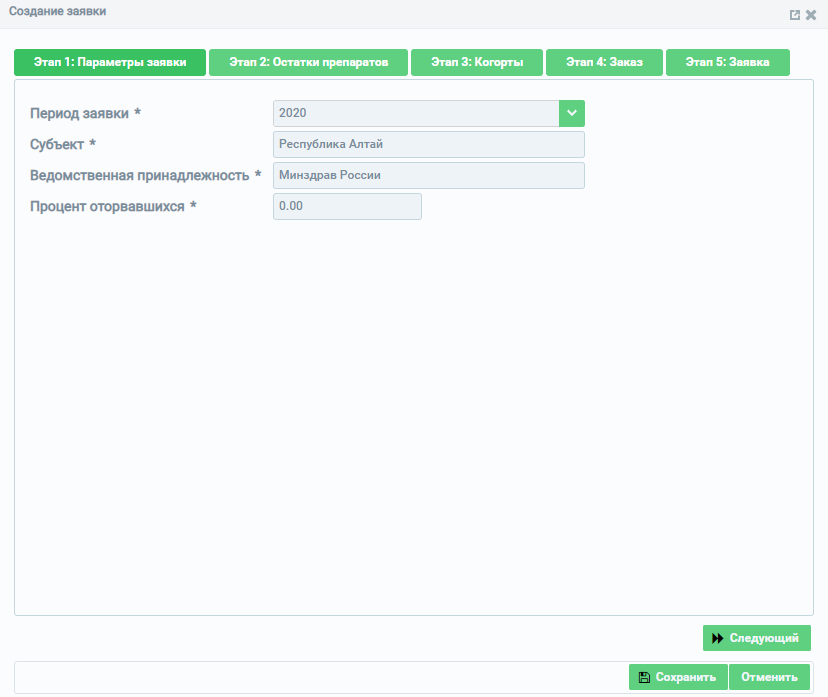 Создание заявки
Этап 1: Параметры заявки Этап 2: Остатки препаратов Этап 3: Когорты Этап 4: Заказ Этап 5: Заявка
Период заявки * 2020
Субъект * Республика Алтай
Ведомственная принадлежность * Минздрав России
Процент оторвавшихся * 0.00
Следующий
Сохранить Отменить